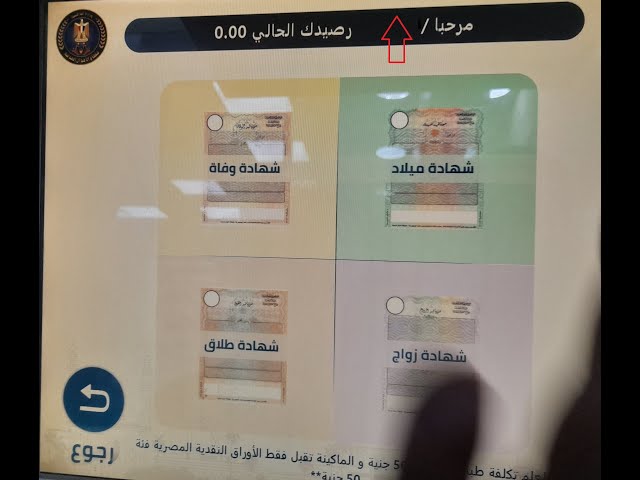 مرحبا /
رصيدك الحالي 0.00
شهادة ميلاد
شهادة وفاة
شهادة زواج
شهادة طلاق
رجوع
جنية و الماكينة تقبل فقط الأوراق النقدية المصرية فئة
50 جنية**